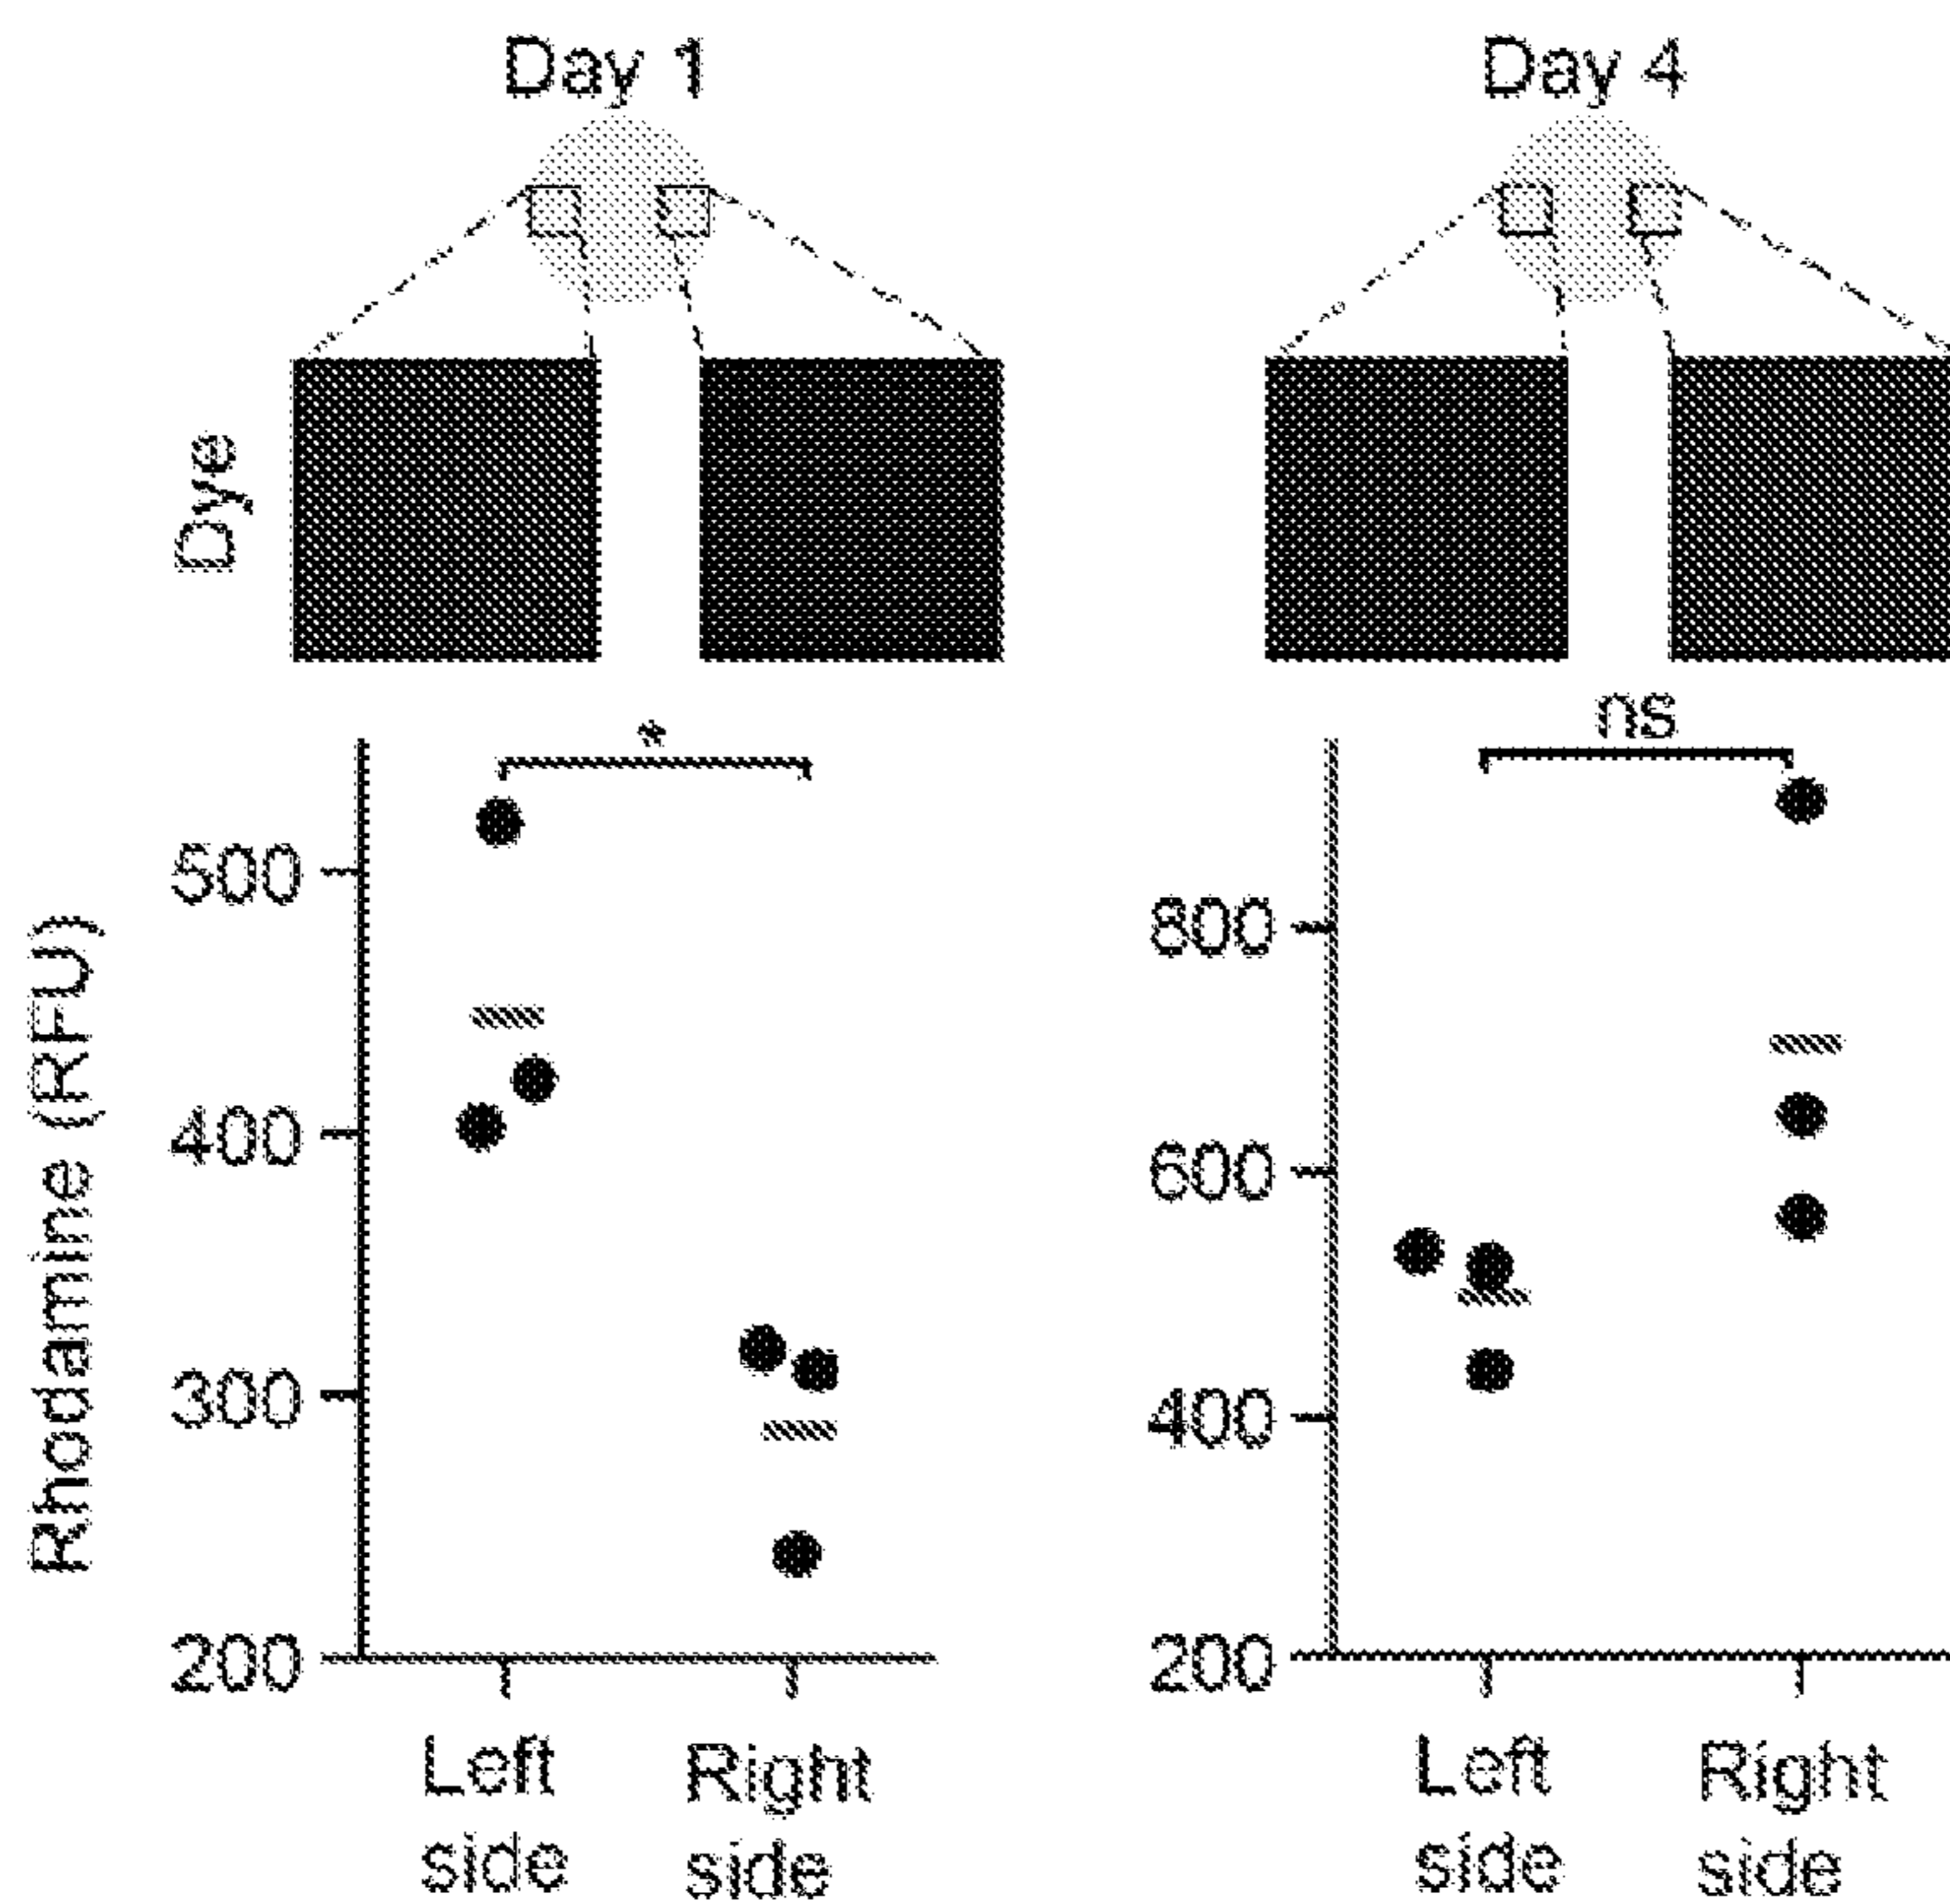 Day 1
Day 4
Dye
*
ns
Rhodamine (RFU)
500
400
300
200
800
600
400
200
Left
side
Right
side
Left
side
Right
side